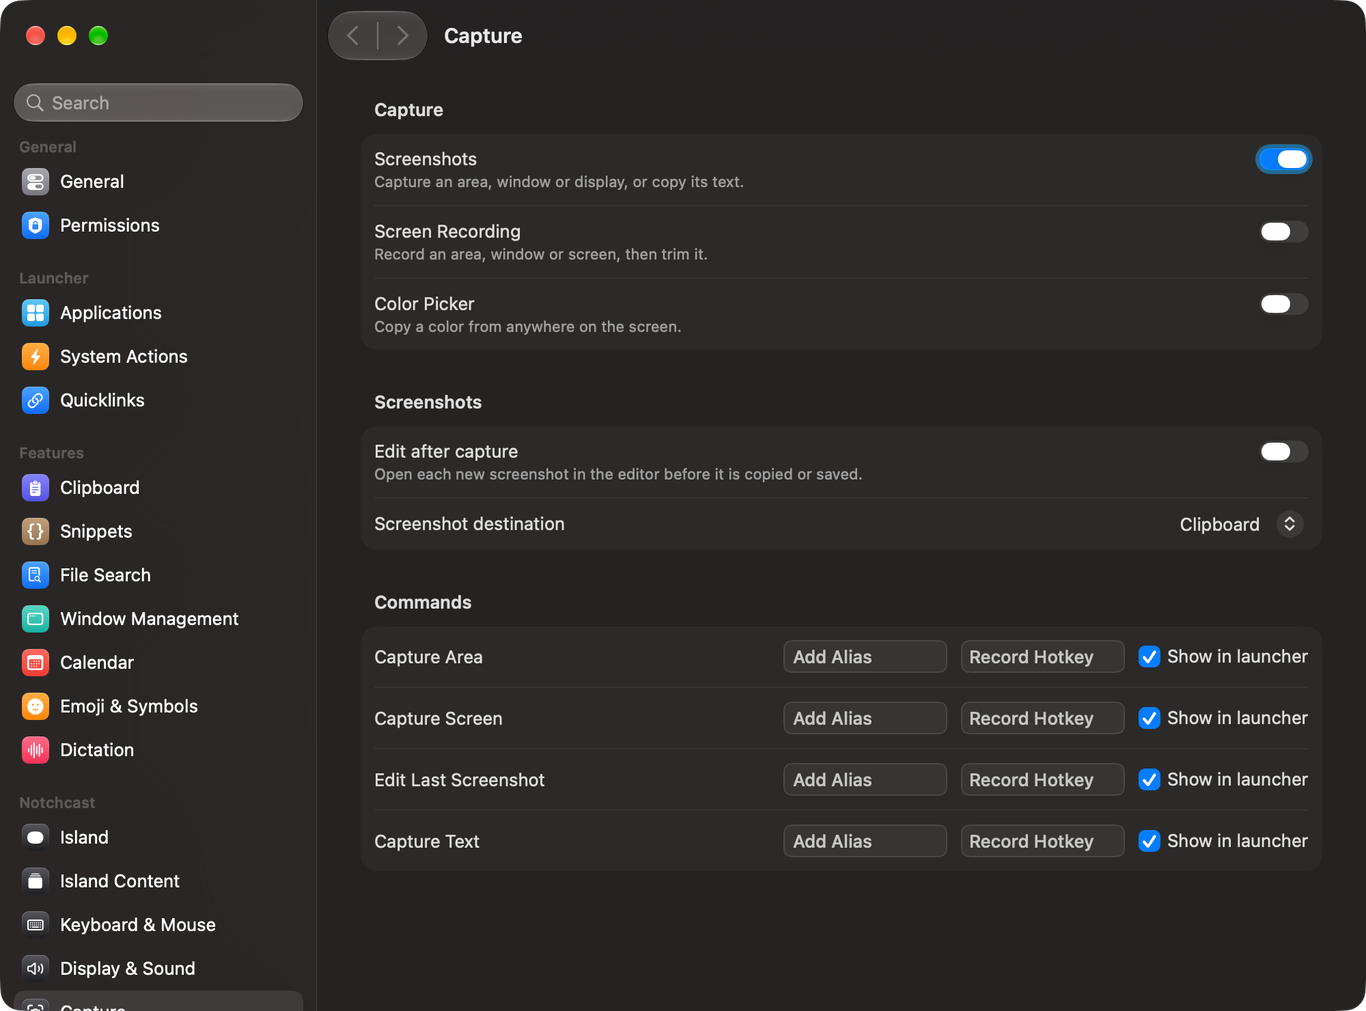 Capture
Search
General
General
Permissions
Launcher
Applications
System Actions
Quicklinks
Features
Clipboard
Snippets
File Search
Window Management
Calendar
Emoji & Symbols
Dictation
Notchcast
Island
Island Content
Keyboard & Mouse
Display & Sound
Capture
Capture
Screenshots
Capture an area, window or display, or copy its text.
Screen Recording
Record an area, window or screen, then trim it.
Color Picker
Copy a color from anywhere on the screen.
Screenshots
Edit after capture
Open each new screenshot in the editor before it is copied or saved.
Screenshot destination Clipboard
Commands
Capture Area Add Alias Record Hotkey Show in launcher
Capture Screen Add Alias Record Hotkey Show in launcher
Edit Last Screenshot Add Alias Record Hotkey Show in launcher
Capture Text Add Alias Record Hotkey Show in launcher